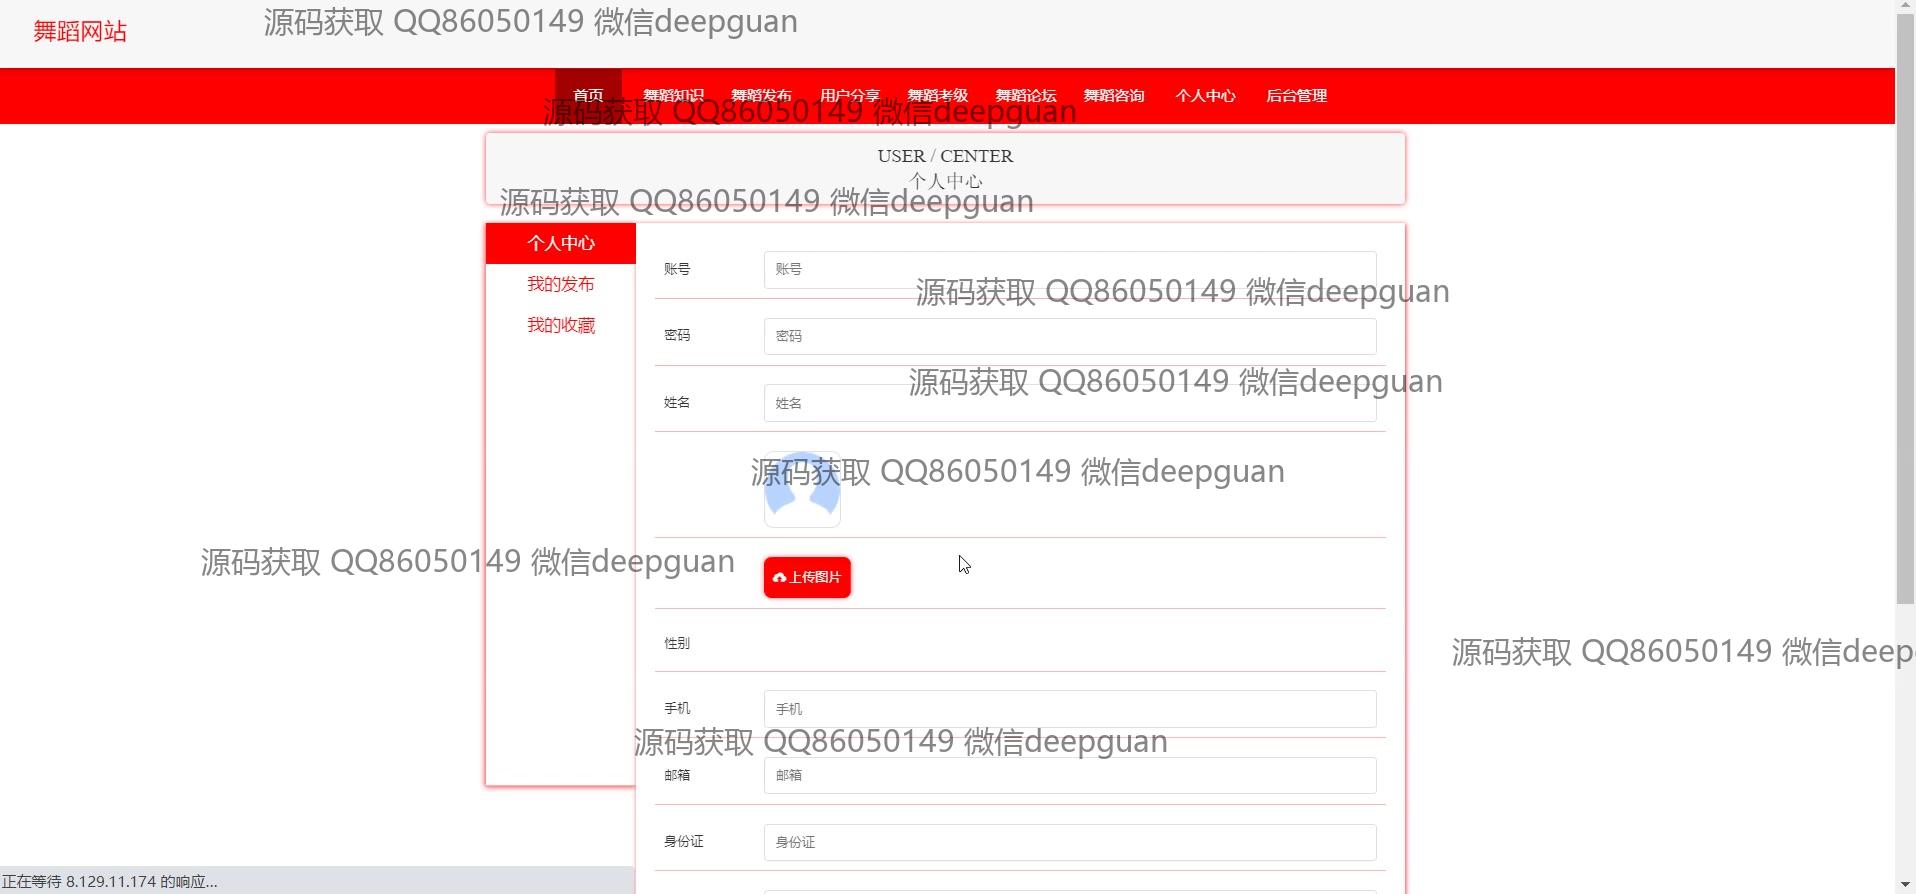 舞蹈网站
源码获取 QQ86050149 微信deepguan
首页 舞蹈知识 舞蹈发布 用户分享 舞蹈考级 舞蹈论坛 舞蹈咨询 个人中心 后台管理
源码获取 QQ86050149 微信deepguan
USER / CENTER
个人中心
源码获取 QQ86050149 微信deepguan
个人中心
我的发布
我的收藏
账号 账号
源码获取 QQ86050149 微信deepguan
密码 密码
源码获取 QQ86050149 微信deepguan
姓名 姓名
源码获取 QQ86050149 微信deepguan
源码获取 QQ86050149 微信deepguan
上传图片
性别
源码获取 QQ86050149 微信deep
手机 手机
源码获取 QQ86050149 微信deepguan
邮箱 邮箱
身份证 身份证
正在等待 8.129.11.174 的响应...